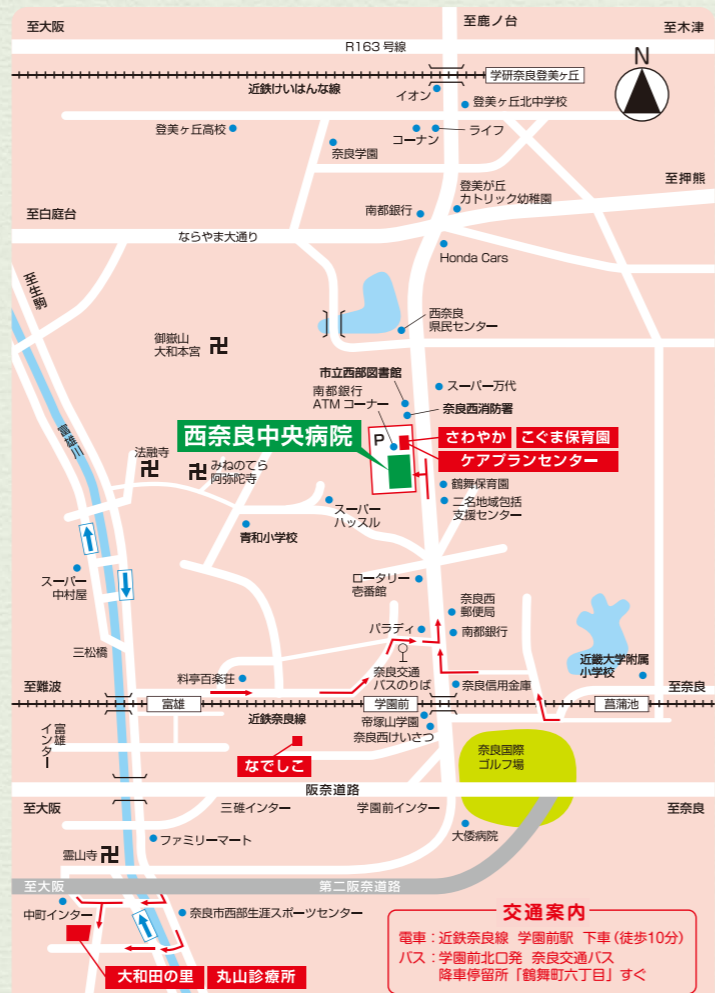 至大阪
至鹿ノ台
至木津
R163号線
N
近鉄けいはんな線
学研奈良登美ヶ丘
イオン
登美ヶ丘北中学校
登美ヶ丘高校
コーナン
ライフ
奈良学園
登美が丘
カトリック幼稚園
至押熊
至白庭台
南都銀行
ならやま大通り
Honda Cars
至生駒
西奈良
県民センター
御嶽山
大和本宮
市立西部図書館
スーパー万代
南都銀行
ATMコーナー
奈良西消防署
富雄川
西奈良中央病院
P
さわやか
こぐま保育園
ケアプランセンター
法融寺
みねのてら
阿弥陀寺
鶴舞保育園
二名地域包括
支援センター
スーパー
ハッスル
青和小学校
スーパー
中村屋
ロータリー
壱番館
奈良西
郵便局
パラディ
南都銀行
三松橋
奈良交通
バスのりば
近畿大学附属
小学校
料亭百楽荘
奈良信用金庫
至難波
至奈良
富雄
近鉄奈良線
学園前
菖蒲池
帝塚山学園
奈良西けいさつ
富雄
インター
なでしこ
奈良国際
ゴルフ場
阪奈道路
至大阪
三碓インター
学園前インター
至奈良
大倭病院
ファミリーマート
霊山寺
至大阪
第二阪奈道路
中町インター
奈良市西部生涯スポーツセンター
大和田の里
丸山診療所
交通案内
電車：近鉄奈良線 学園前駅 下車（徒歩10分）
バス：学園前北口発 奈良交通バス
降車停留所「鶴舞町六丁目」すぐ